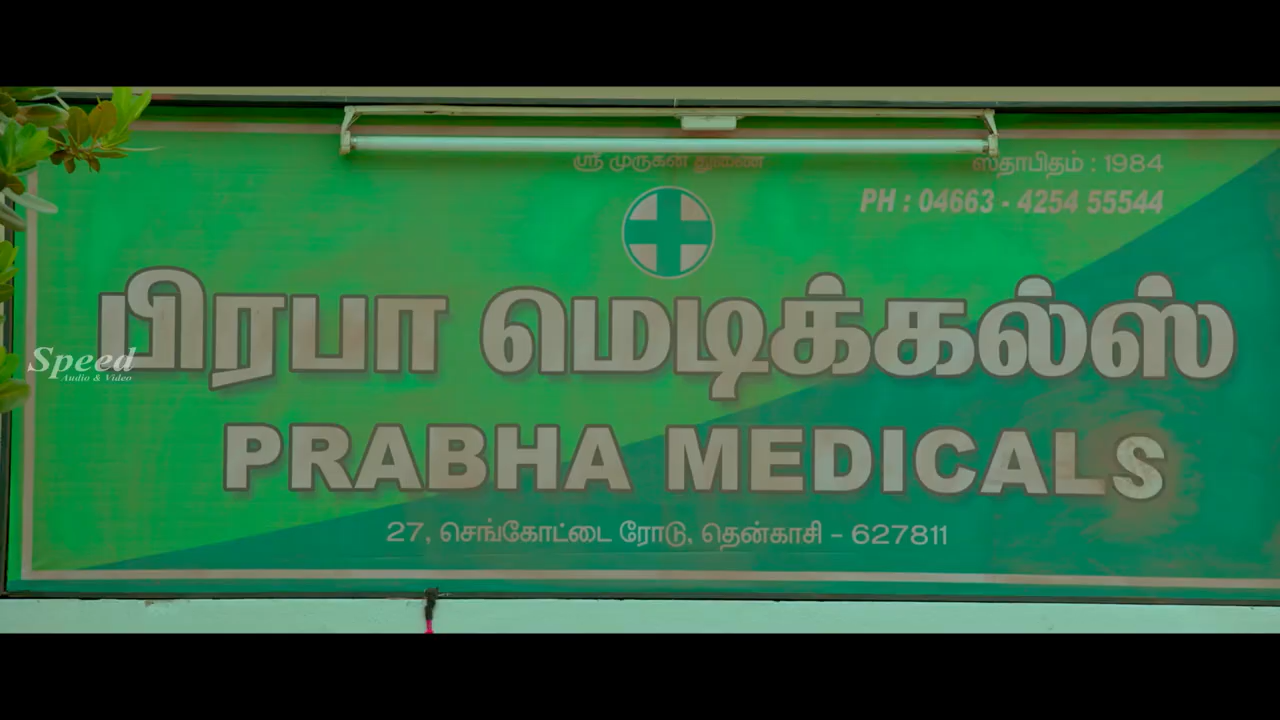 ஸ்ரீ முருகன் துணை
ஸ்தாபிதம் : 1984
PH : 04663 - 4254 55544
பிரபா மெடிக்கல்ஸ்
Speed
Audio & Video
PRABHA MEDICALS
27, செங்கோட்டை ரோடு, தென்காசி - 627811